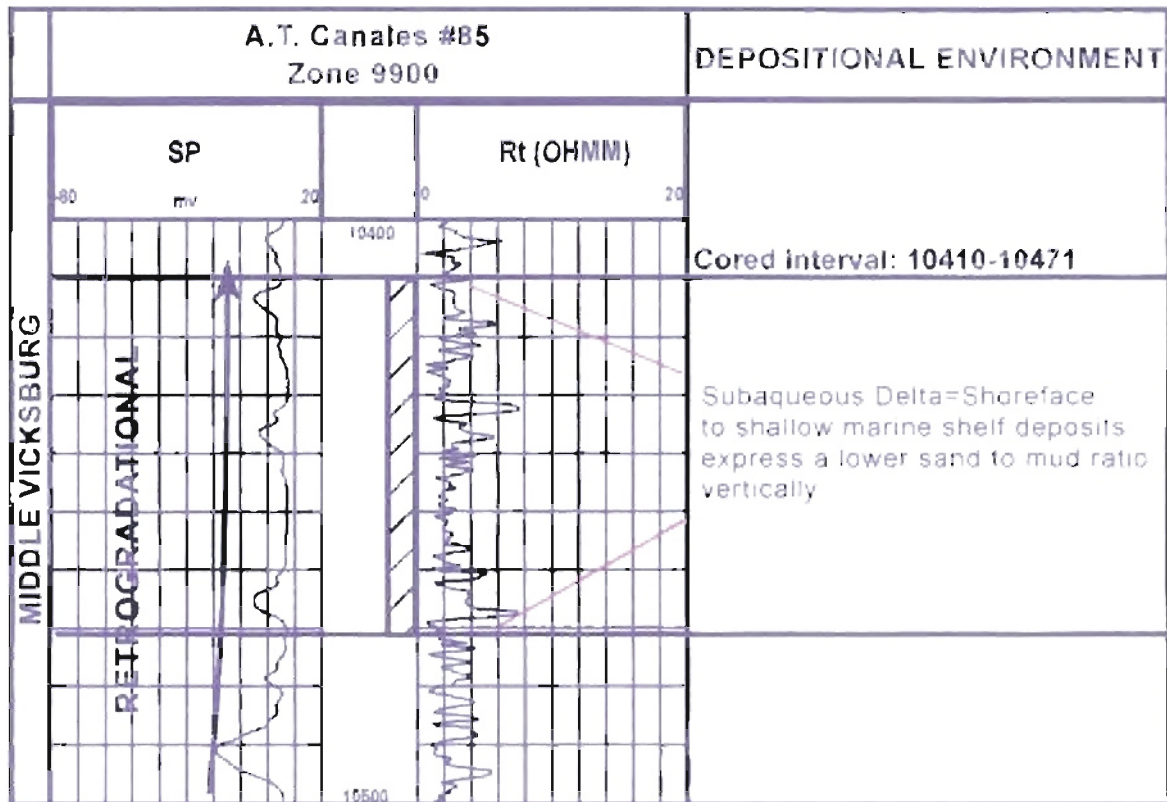 A.T. Canales #85
Zone 9900
DEPOSITIONAL ENVIRONMENT
SP
mv
-80
20
Rt (OHMM)
0
20
10400
Cored interval: 10410-10471
MIDDLE VICKSBURG
RETROGRADATIONAL
Subaqueous Delta=Shoreface
to shallow marine shelf deposits
express a lower sand to mud ratio
vertically
10500